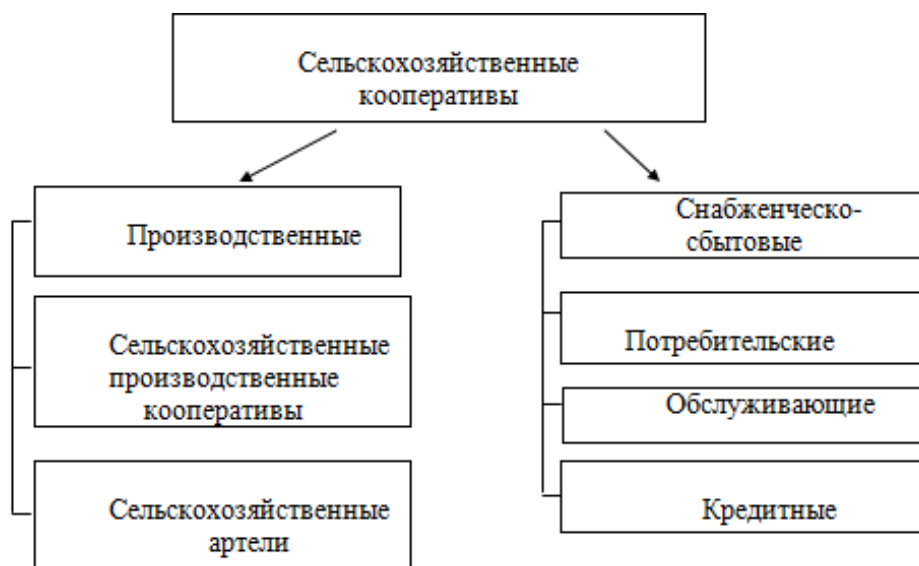 Сельскохозяйственные
кооперативы
Производственные
Сельскохозяйственные
производственные
кооперативы
Сельскохозяйственные
артели
Снабженческо-
сбытовые
Потребительские
Обслуживающие
Кредитные